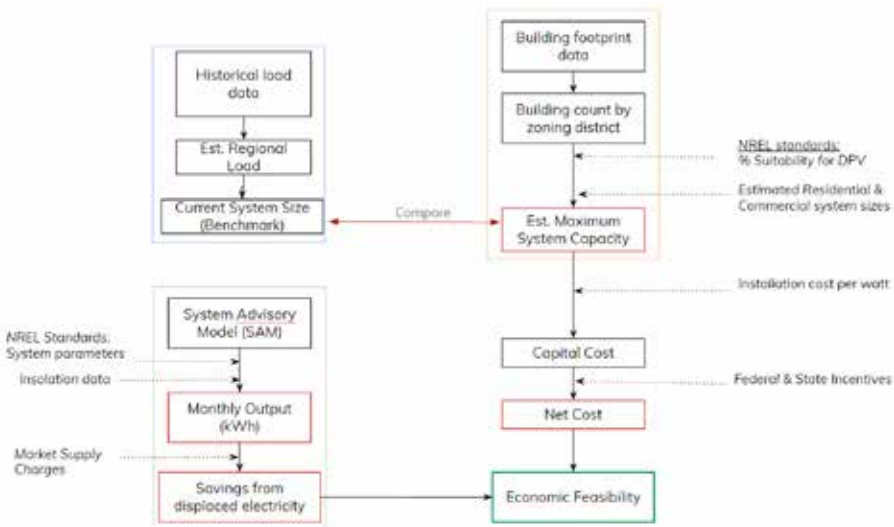 Historical load
data
Est. Regional
Load
Current System Size
(Benchmark)
Compare
Building footprint
data
Building count by
zoning district
NREL standards:
% Suitability for DPV
Estimated Residential &
Commercial system sizes
Est. Maximum
System Capacity
Installation cost per watt
Capital Cost
Federal & State Incentives
Net Cost
System Advisory
Model (SAM)
NREL Standards:
System parameters
Insolation data
Monthly Output
(kWh)
Market Supply
Charges
Savings from
displaced electricity
Economic Feasibility